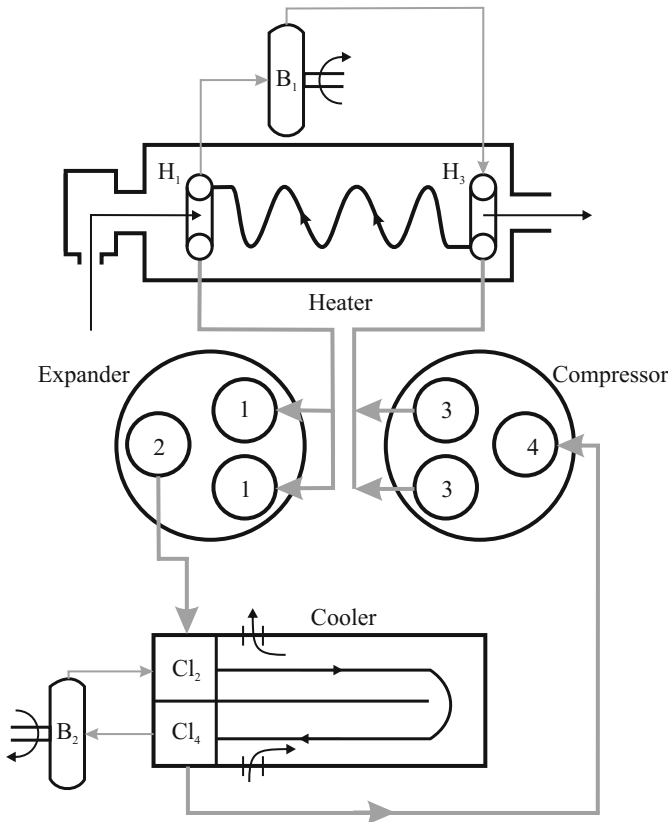 B₁
H₁
H₃
Heater
Expander
Compressor
1
3
2
4
1
3
Cooler
Cl₂
B₂
Cl₄